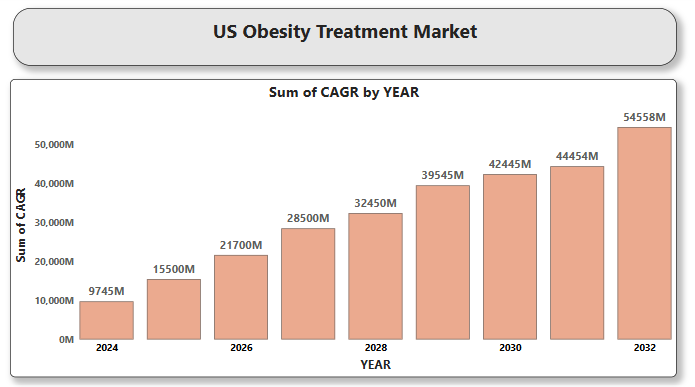 US Obesity Treatment Market
Sum of CAGR by YEAR
54558M
50,000M
44454M
42445M
39545M
40,000M
32450M
30,000M
28500M
21700M
20,000M
15500M
10,000M
9745M
0M
Sum of CAGR
2024
2026
2028
2030
2032
YEAR